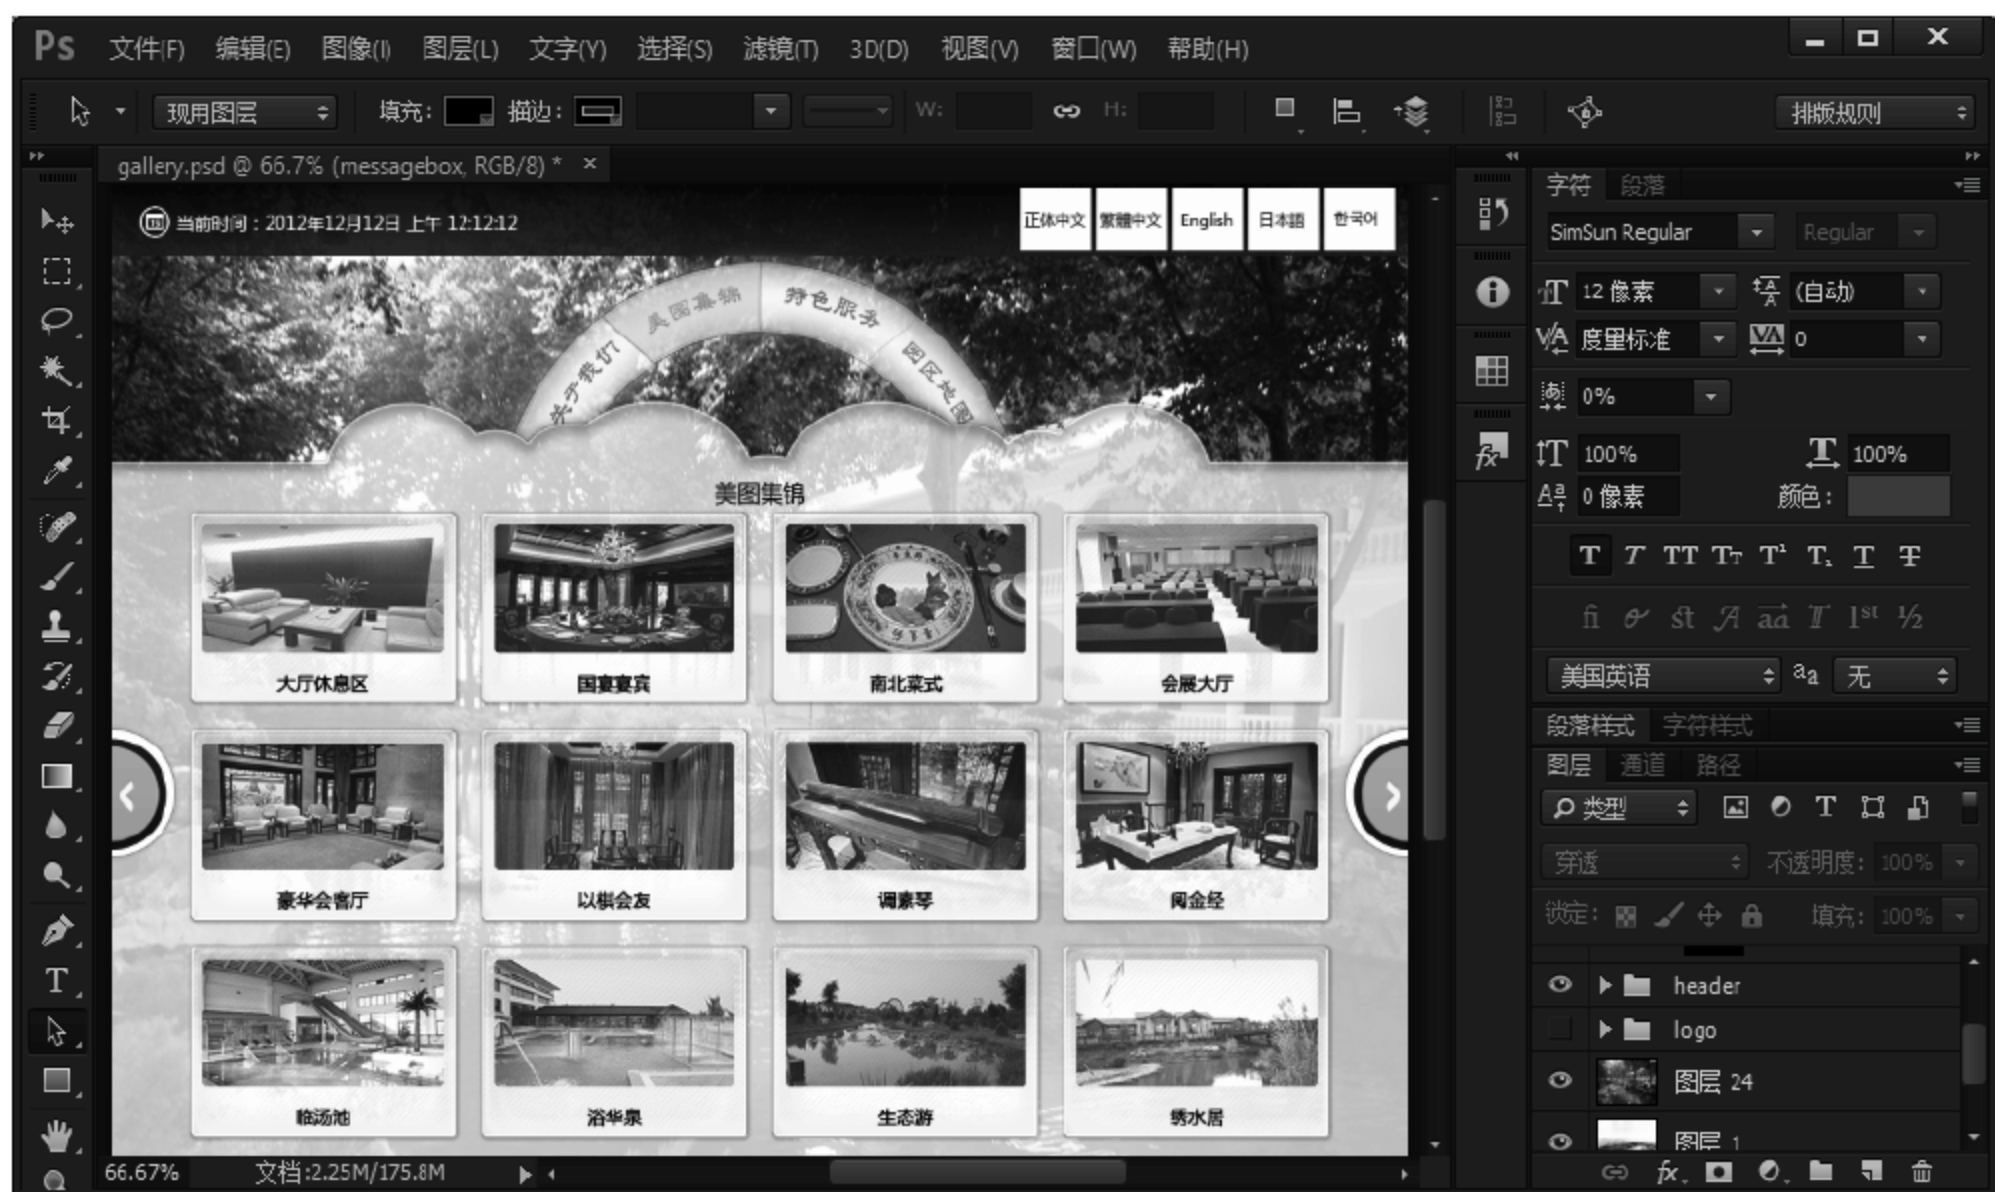 Ps 文件(F) 编辑(E) 图像(I) 图层(L) 文字(Y) 选择(S) 滤镜(T) 3D(D) 视图(V) 窗口(W) 帮助(H)
现用图层 填充: 描边: W: H: 排版规则
gallery.psd @ 66.7% (messagebox, RGB/8) * ×
当前时间：2012年12月12日 上午 12:12:12
正体中文 繁體中文 English 日本語 한국어
关于我们 美图集锦 特色服务 园区地图
美图集锦
大厅休息区 国宴宴宾 南北菜式 会展大厅
豪华会客厅 以棋会友 调素琴 阅金经
临汤池 浴华泉 生态游 绣水居
66.67% 文档:2.25M/175.8M
字符 段落
SimSun Regular Regular
12 像素 (自动)
度量标准 0
0%
100% 100%
0 像素 颜色:
T T TT Tт T¹ T, T T
fi st A aa T 1st ½
美国英语 aa 无
段落样式 字符样式
图层 通道 路径
类型
穿透 不透明度: 100%
锁定: 填充: 100%
header
logo
图层 24
图层 1
fx